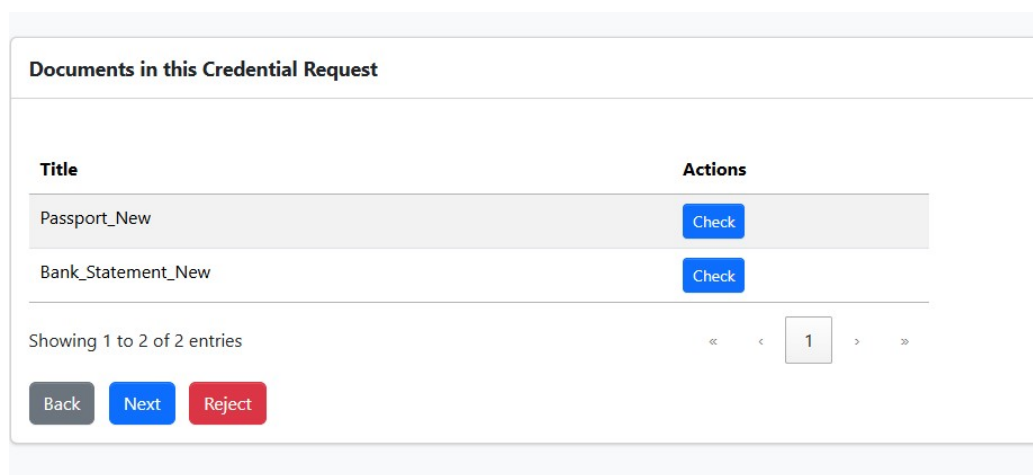 Documents in this Credential Request
Title Actions
Passport_New Check
Bank_Statement_New Check
Showing 1 to 2 of 2 entries « ‹ 1 › »
Back Next Reject